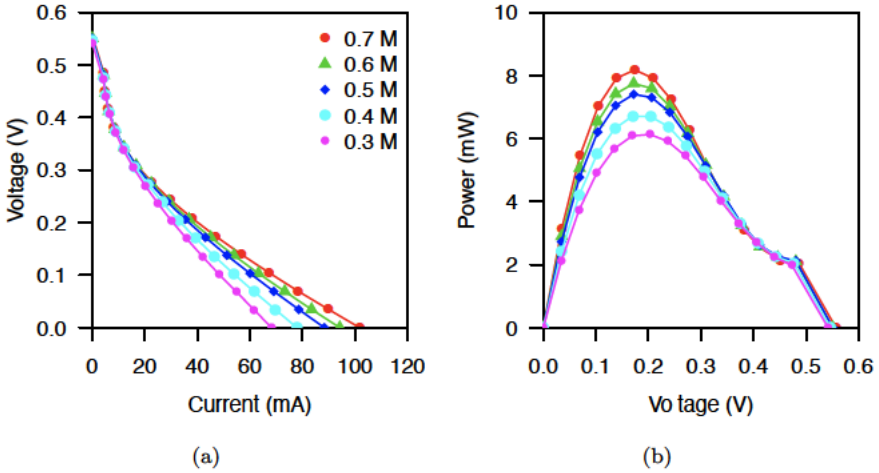 0.6
0.5
0.4
0.3
0.2
0.1
0.0
Voltage (V)
0.7 M
0.6 M
0.5 M
0.4 M
0.3 M
0 20 40 60 80 100 120
Current (mA)
(a)
10
8
6
4
2
0
Power (mW)
0.0 0.1 0.2 0.3 0.4 0.5 0.6
Vo tage (V)
(b)